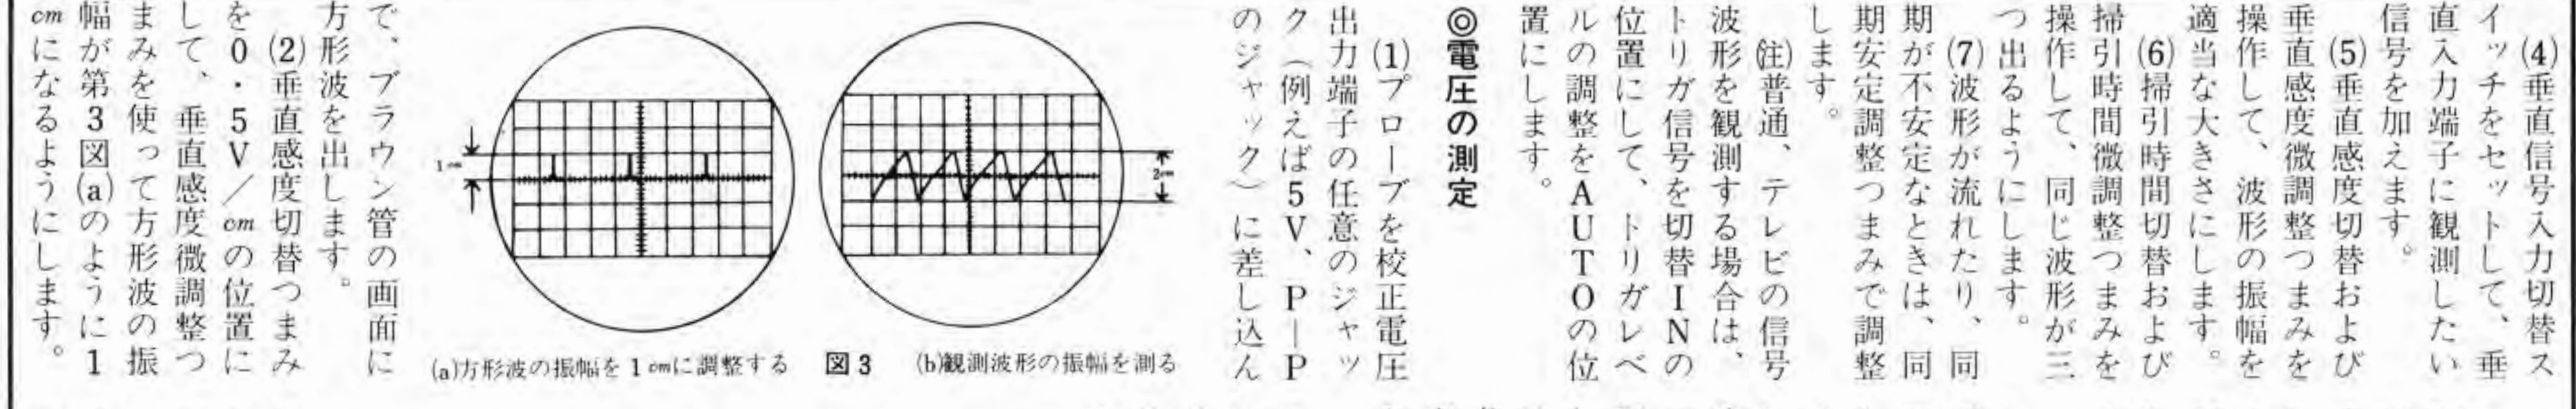 (4)垂直信号入力切替ス
イッチをセットして、垂
直入力端子に観測したい
信号を加えます。
(5)垂直感度切替および
垂直感度微調整つまみを
操作して、波形の振幅を
適当な大きさにします。
(6)掃引時間切替および
掃引時間微調整つまみを
操作して、同じ波形が三
つ出るようにします。
(7)波形が流れたり、同
期が不安定なときは、同
期安定調整つまみで調整
します。
(注)普通、テレビの信号
波形を観測する場合は、
トリガ信号を切替INの
位置にして、トリガレベ
ルの調整をAUTOの位
置にします。
◎電圧の測定
(1)プローブを校正電圧
出力端子の任意のジャッ
ク(例えば5V、P―P
のジャック)に差し込ん
1cm
2cm
(a)方形波の振幅を1cmに調整する
図3
(b)観測波形の振幅を測る
で、ブラウン管の画面に
方形波を出します。
(2)垂直感度切替つまみ
を0・5V/cmの位置に
して、垂直感度微調整つ
まみを使って方形波の振
幅が第3図(a)のように1
cmになるようにします。